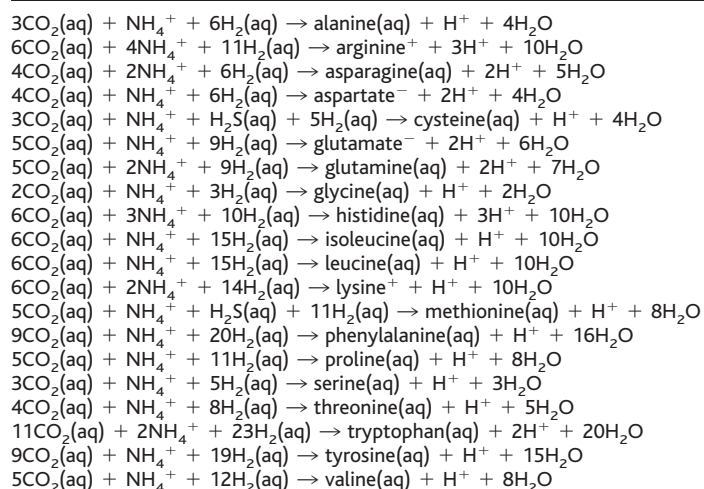 3CO₂(aq) + NH₄⁺ + 6H₂(aq) → alanine(aq) + H⁺ + 4H₂O
6CO₂(aq) + 4NH₄⁺ + 11H₂(aq) → arginine⁺ + 3H⁺ + 10H₂O
4CO₂(aq) + 2NH₄⁺ + 6H₂(aq) → asparagine(aq) + 2H⁺ + 5H₂O
4CO₂(aq) + NH₄⁺ + 6H₂(aq) → aspartate⁻ + 2H⁺ + 4H₂O
3CO₂(aq) + NH₄⁺ + H₂S(aq) + 5H₂(aq) → cysteine(aq) + H⁺ + 4H₂O
5CO₂(aq) + NH₄⁺ + 9H₂(aq) → glutamate⁻ + 2H⁺ + 6H₂O
5CO₂(aq) + 2NH₄⁺ + 9H₂(aq) → glutamine(aq) + 2H⁺ + 7H₂O
2CO₂(aq) + NH₄⁺ + 3H₂(aq) → glycine(aq) + H⁺ + 2H₂O
6CO₂(aq) + 3NH₄⁺ + 10H₂(aq) → histidine(aq) + 3H⁺ + 10H₂O
6CO₂(aq) + NH₄⁺ + 15H₂(aq) → isoleucine(aq) + H⁺ + 10H₂O
6CO₂(aq) + NH₄⁺ + 15H₂(aq) → leucine(aq) + H⁺ + 10H₂O
6CO₂(aq) + 2NH₄⁺ + 14H₂(aq) → lysine⁺ + H⁺ + 10H₂O
5CO₂(aq) + NH₄⁺ + H₂S(aq) + 11H₂(aq) → methionine(aq) + H⁺ + 8H₂O
9CO₂(aq) + NH₄⁺ + 20H₂(aq) → phenylalanine(aq) + H⁺ + 16H₂O
5CO₂(aq) + NH₄⁺ + 11H₂(aq) → proline(aq) + H⁺ + 8H₂O
3CO₂(aq) + NH₄⁺ + 5H₂(aq) → serine(aq) + H⁺ + 3H₂O
4CO₂(aq) + NH₄⁺ + 8H₂(aq) → threonine(aq) + H⁺ + 5H₂O
11CO₂(aq) + 2NH₄⁺ + 23H₂(aq) → tryptophan(aq) + 2H⁺ + 20H₂O
9CO₂(aq) + NH₄⁺ + 19H₂(aq) → tyrosine(aq) + H⁺ + 15H₂O
5CO₂(aq) + NH₄⁺ + 12H₂(aq) → valine(aq) + H⁺ + 8H₂O